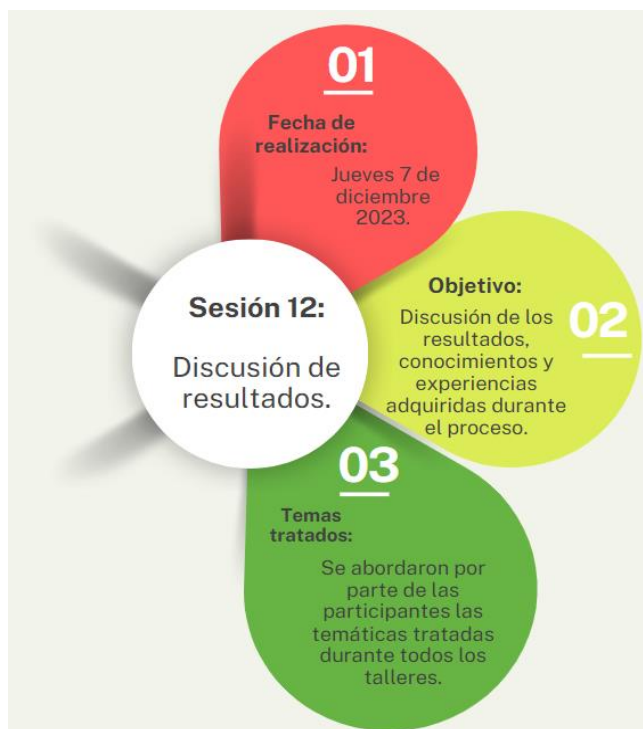 01
Fecha de
realización:
Jueves 7 de
diciembre
2023.
Sesión 12:
Discusión de
resultados.
Objetivo:
02
Discusión de los
resultados,
conocimientos y
experiencias
adquiridas durante
el proceso.
03
Temas
tratados:
Se abordaron por
parte de las
participantes las
temáticas tratadas
durante todos los
talleres.